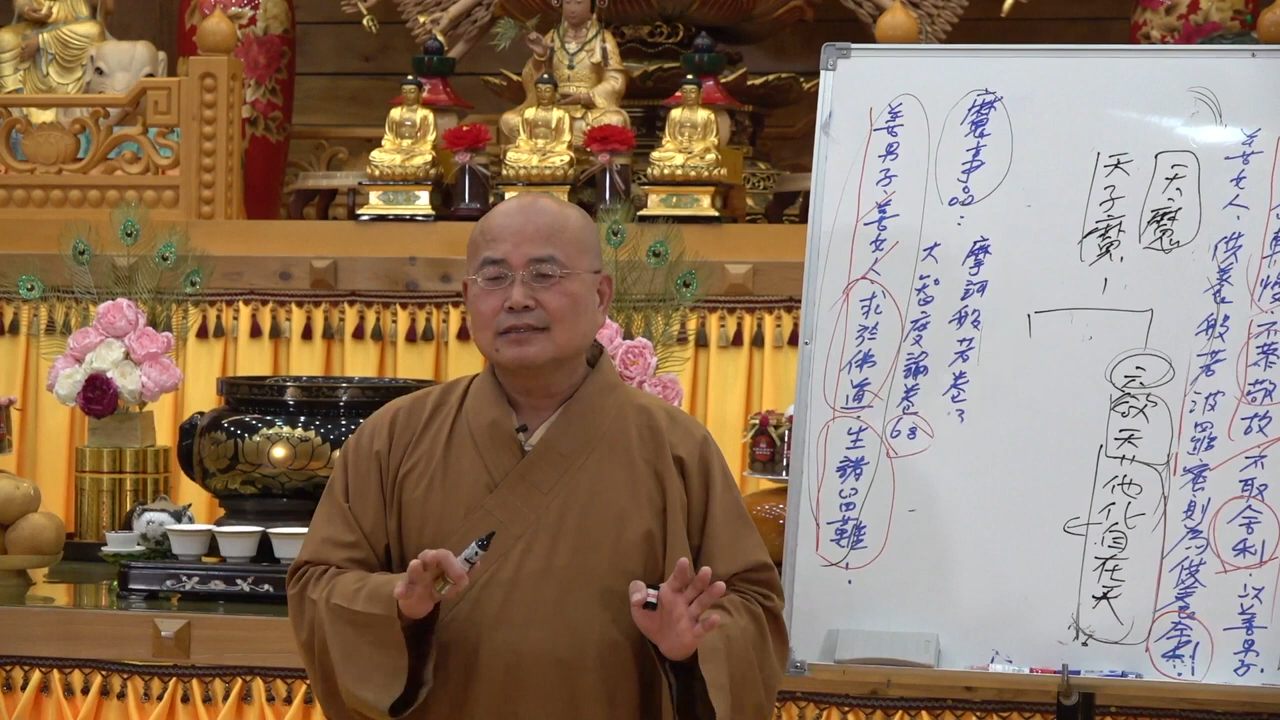 不恭敬故 不取舍利.以善男子.
善女人.供養般若波羅蜜則為供養舍利
天魔
天子魔.
六欲天
他化自在天
魔事品: 摩訶般若卷
大智度論卷68
善男子善女人求於佛道生諸留難.